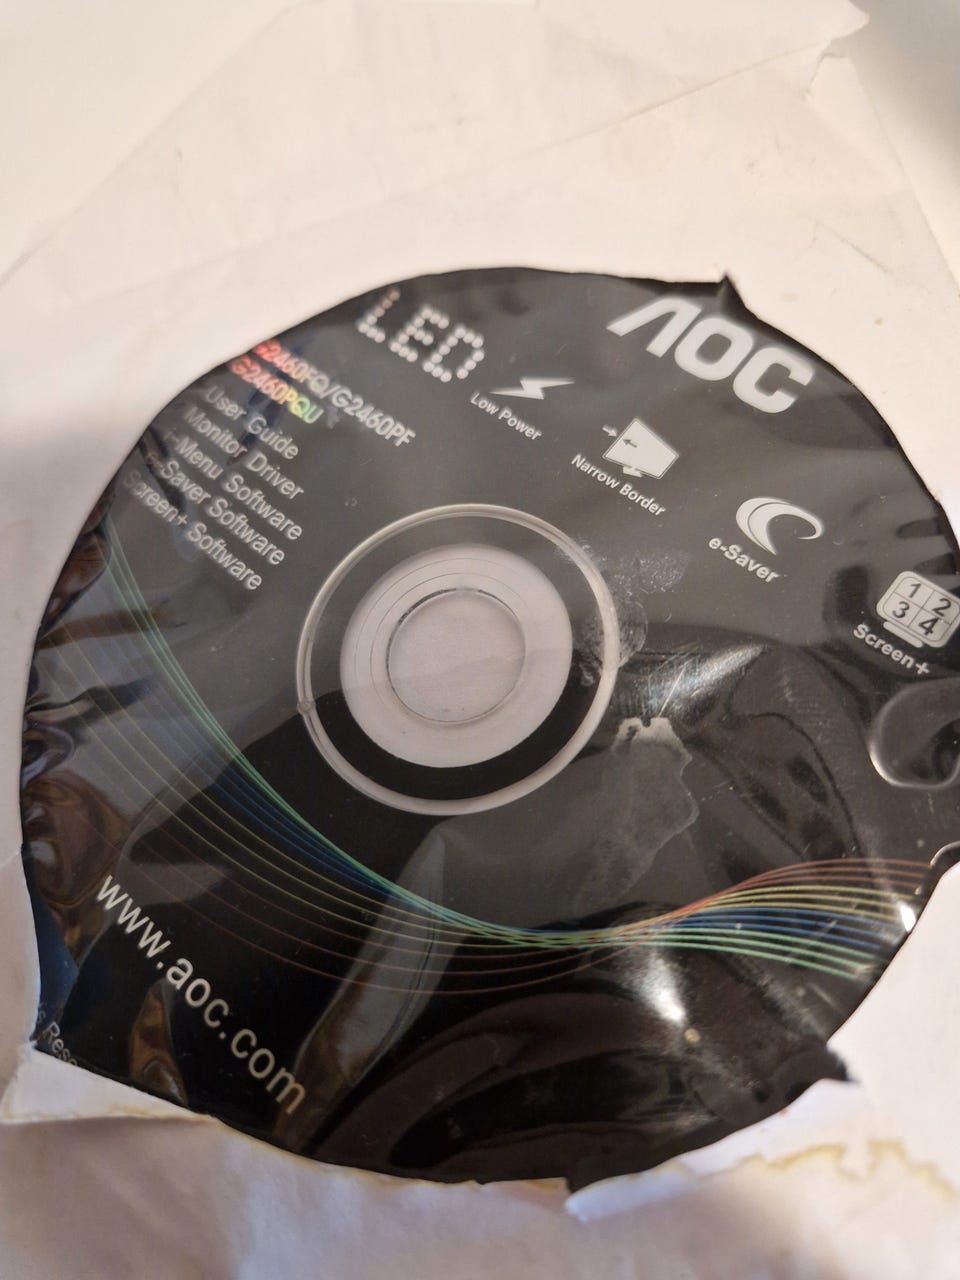 AOC
LED
Low Power
Narrow Border
e-Saver
1 2
3 4
Screen+
G2460FQ/G2460PF
G2460PQU
User Guide
Monitor Driver
i-Menu Software
e-Saver Software
Screen+ Software
www.aoc.com